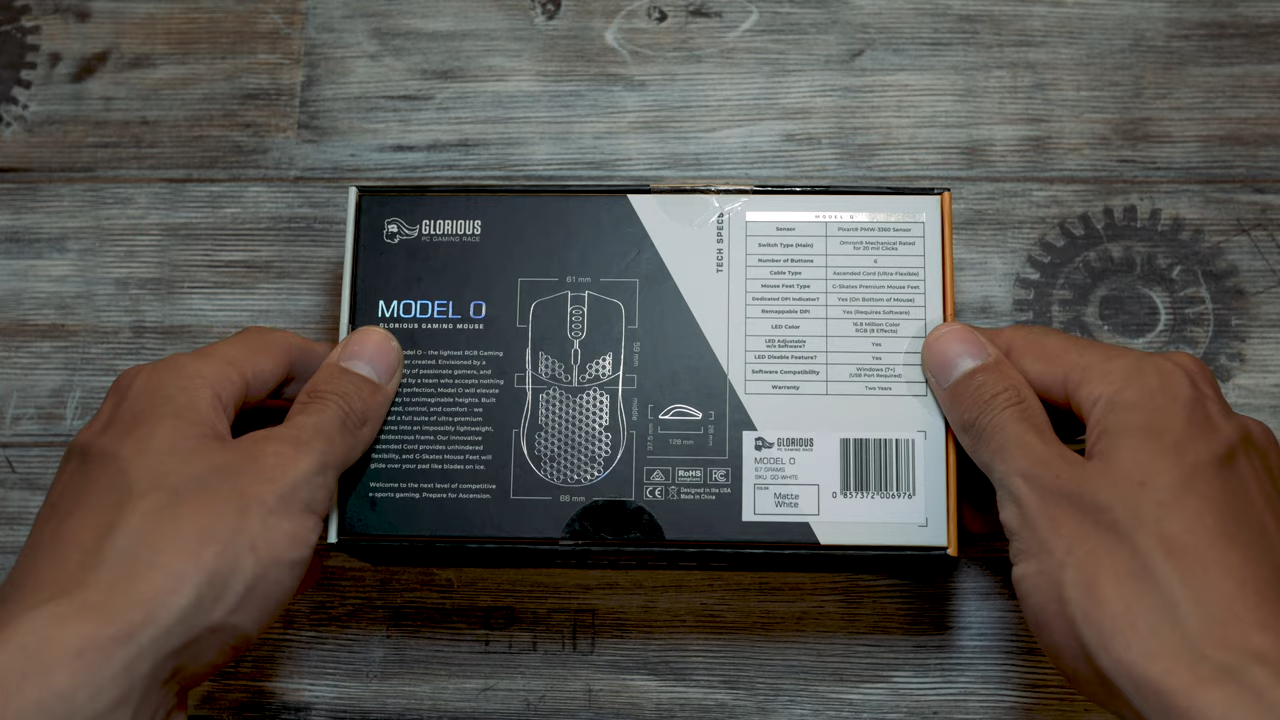 GLORIOUS
PC GAMING RACE
MODEL O
GLORIOUS GAMING MOUSE
odel O – the lightest RGB Gaming
er created. Envisioned by a
ity of passionate gamers, and
d by a team who accepts nothing
n perfection, Model O will elevate
ay to unimaginable heights. Built
eed, control, and comfort – we
ed a full suite of ultra-premium
tures into an impossibly lightweight,
mbidextrous frame. Our innovative
Ascended Cord provides unhindered
flexibility, and G-Skates Mouse Feet will
glide over your pad like blades on ice.
Welcome to the next level of competitive
e-sports gaming. Prepare for Ascension.
61 mm
59 mm
middle
66 mm
37.5 mm
128 mm
28 mm
RoHS
compliant
FC
CE
Designed in the USA
Made in China
TECH SPECS
MODEL O
Sensor Pixart® PMW-3360 Sensor
Switch Type (Main) Omron® Mechanical Rated
for 20 mil Clicks
Number of Buttons 6
Cable Type Ascended Cord (Ultra-Flexible)
Mouse Feet Type G-Skates Premium Mouse Feet
Dedicated DPI Indicator? Yes (On Bottom of Mouse)
Remappable DPI Yes (Requires Software)
LED Color 16.8 Million Color
RGB (8 Effects)
LED Adjustable
w/o Software? Yes
LED Disable Feature? Yes
Software Compatibility Windows (7+)
(USB Port Required)
Warranty Two Years
GLORIOUS
PC GAMING RACE
MODEL O
67 GRAMS
SKU: GO-WHITE
COLOR
Matte
White
0 857372 006976